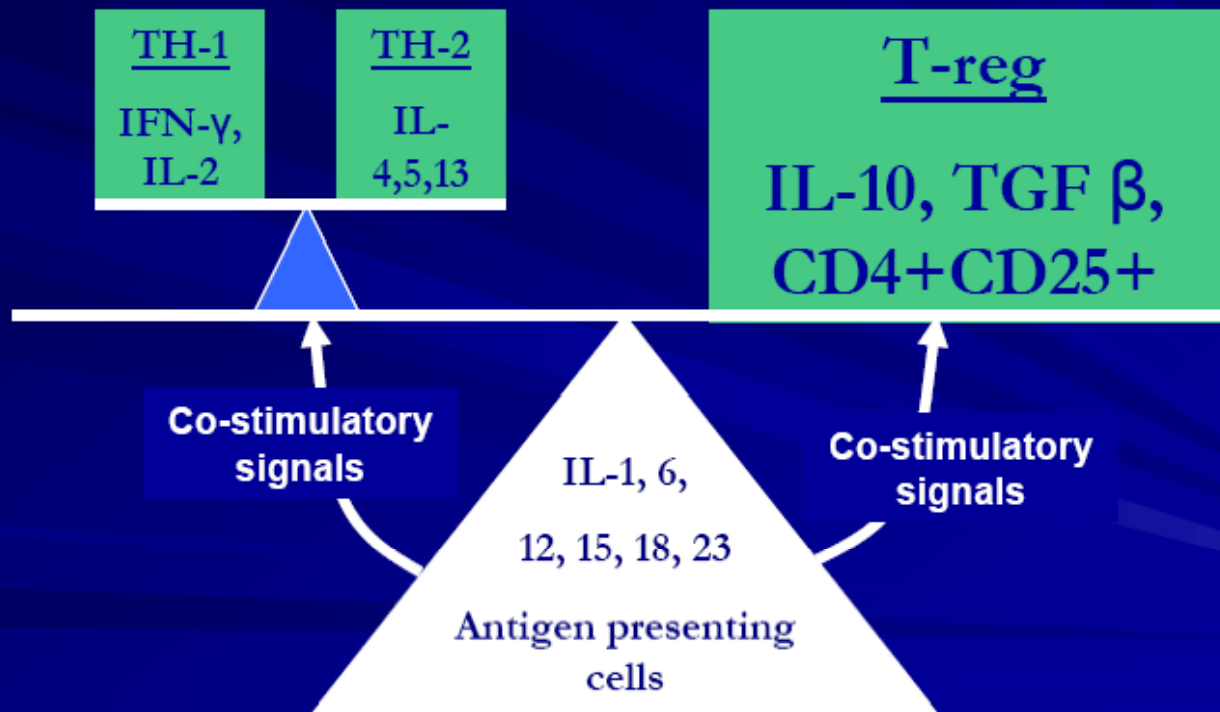 TH-1
IFN-γ,
IL-2
TH-2
IL-
4,5,13
T-reg
IL-10, TGF β,
CD4+CD25+
Co-stimulatory
signals
IL-1, 6,
12, 15, 18, 23
Antigen presenting
cells
Co-stimulatory
signals